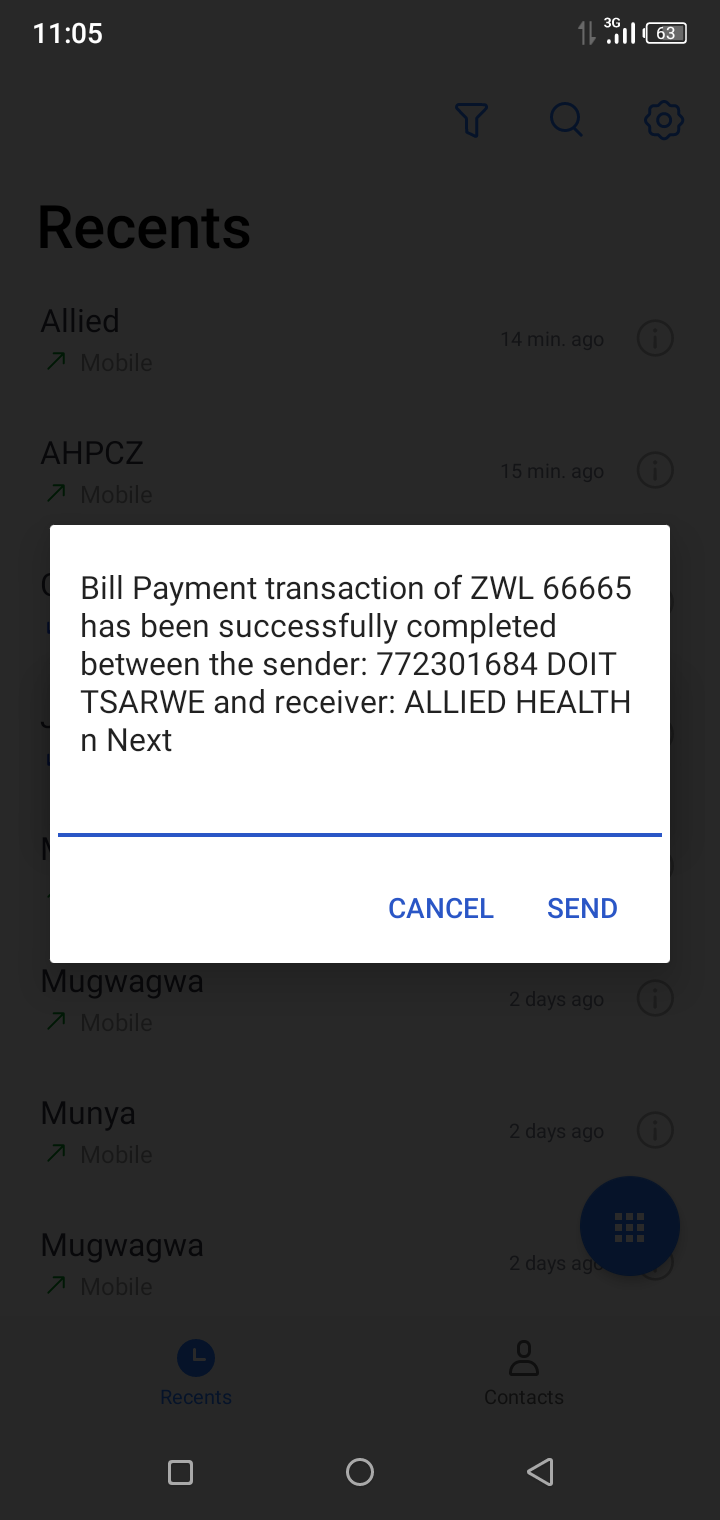 11:05
3G
63
Recents
Allied
14 min. ago
Mobile
AHPCZ
15 min. ago
Mobile
Bill Payment transaction of ZWL 66665
has been successfully completed
between the sender: 772301684 DOIT
TSARWE and receiver: ALLIED HEALTH
n Next
CANCEL SEND
Mugwagwa
2 days ago
Mobile
Munya
2 days ago
Mobile
Mugwagwa
2 days ago
Mobile
Recents Contacts